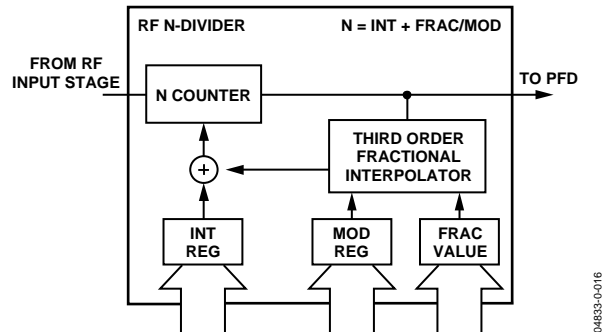 RF N-DIVIDER
N = INT + FRAC/MOD
FROM RF
INPUT STAGE
N COUNTER
TO PFD
THIRD ORDER
FRACTIONAL
INTERPOLATOR
+
INT
REG
MOD
REG
FRAC
VALUE
04833-0-016